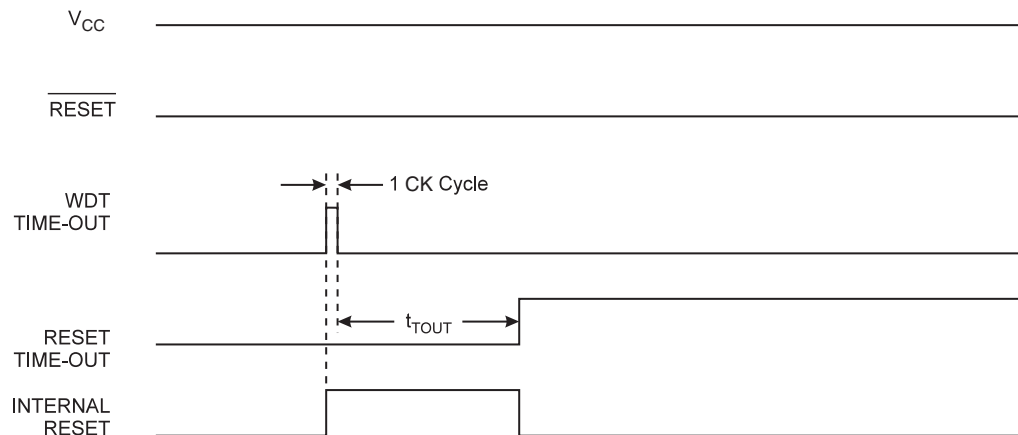 VCC
RESET
1 CK Cycle
WDT
TIME-OUT
tTOUT
RESET
TIME-OUT
INTERNAL
RESET